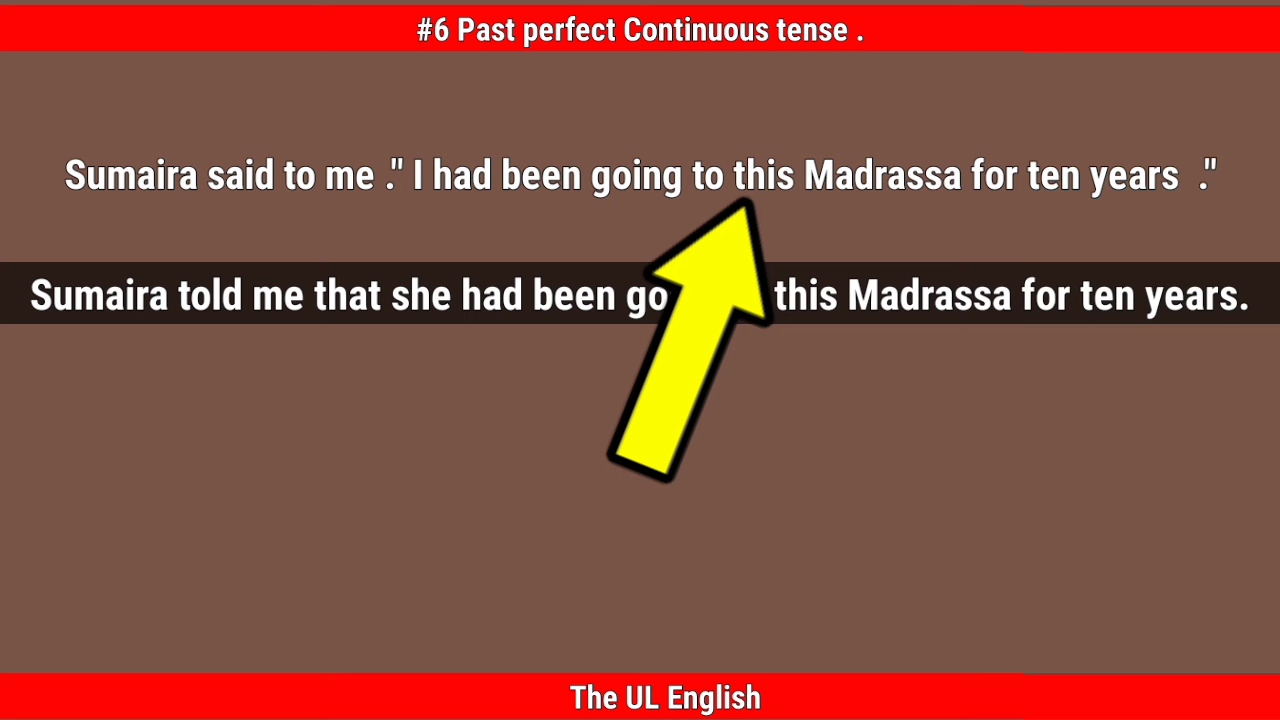 #6 Past perfect Continuous tense .
Sumaira said to me ." I had been going to this Madrassa for ten years  ."
Sumaira told me that she had been go this Madrassa for ten years.
The UL English